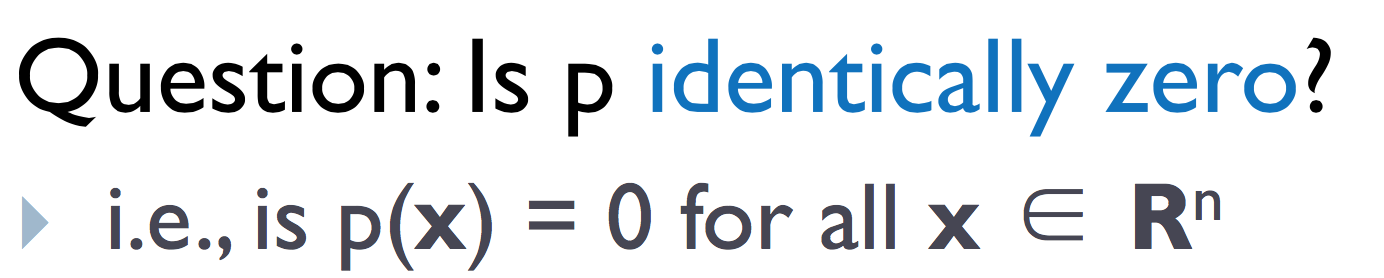 Question: Is p identically zero?
i.e., is p(x) = 0 for all x ∈ Rⁿ